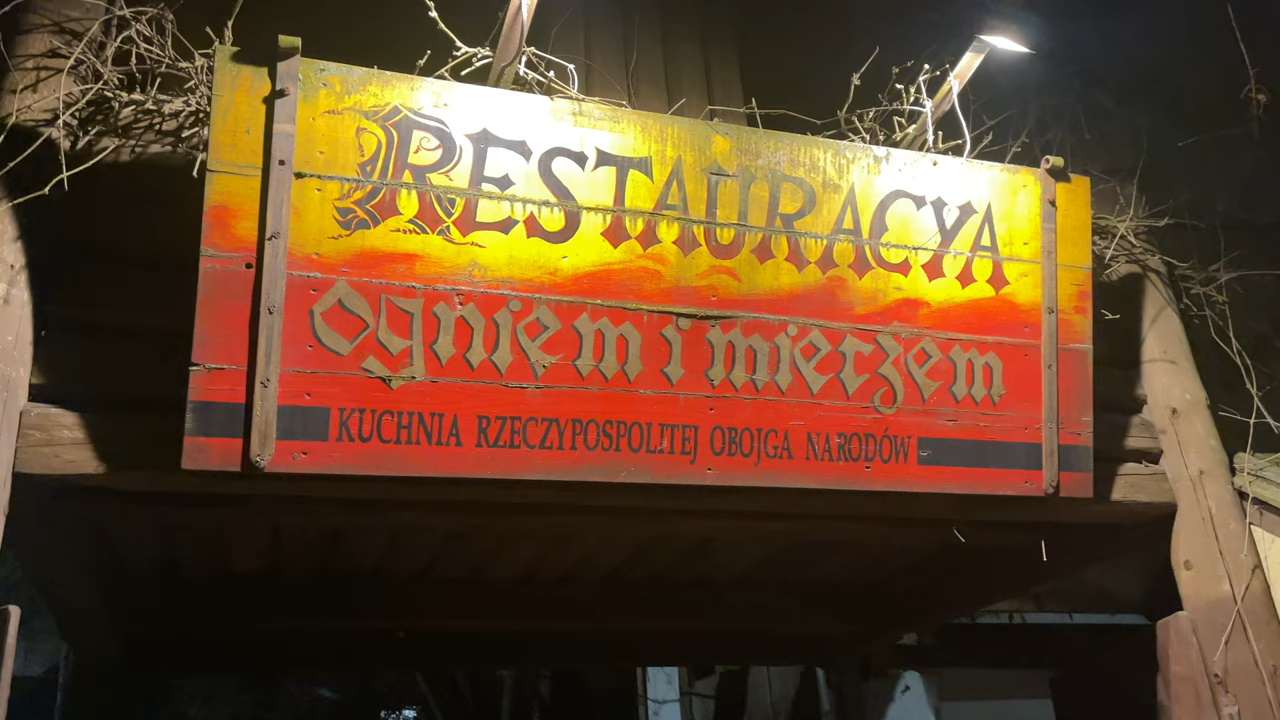 RESTAURACYA
Ogniem i mieczem
KUCHNIA RZECZYPOSPOLITEJ OBOJGA NARODÓW